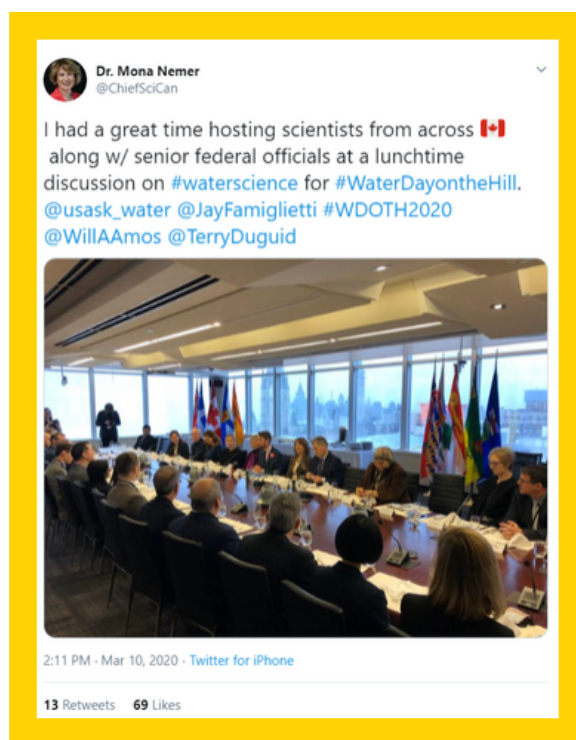 Dr. Mona Nemer
@ChiefSciCan
I had a great time hosting scientists from across 🇨🇦
along w/ senior federal officials at a lunchtime
discussion on #waterscience for #WaterDayontheHill.
@usask_water @JayFamiglietti #WDOTH2020
@WillAAmos @TerryDuguid
2:11 PM · Mar 10, 2020 · Twitter for iPhone
13 Retweets 69 Likes